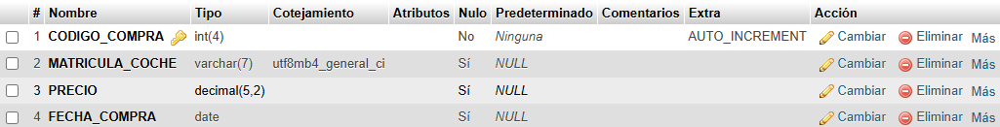 # Nombre Tipo Cotejamiento Atributos Nulo Predeterminado Comentarios Extra Acción
1 CODIGO_COMPRA int(4) No Ninguna AUTO_INCREMENT Cambiar Eliminar Más
2 MATRICULA_COCHE varchar(7) utf8mb4_general_ci Sí NULL Cambiar Eliminar Más
3 PRECIO decimal(5,2) Sí NULL Cambiar Eliminar Más
4 FECHA_COMPRA date Sí NULL Cambiar Eliminar Más